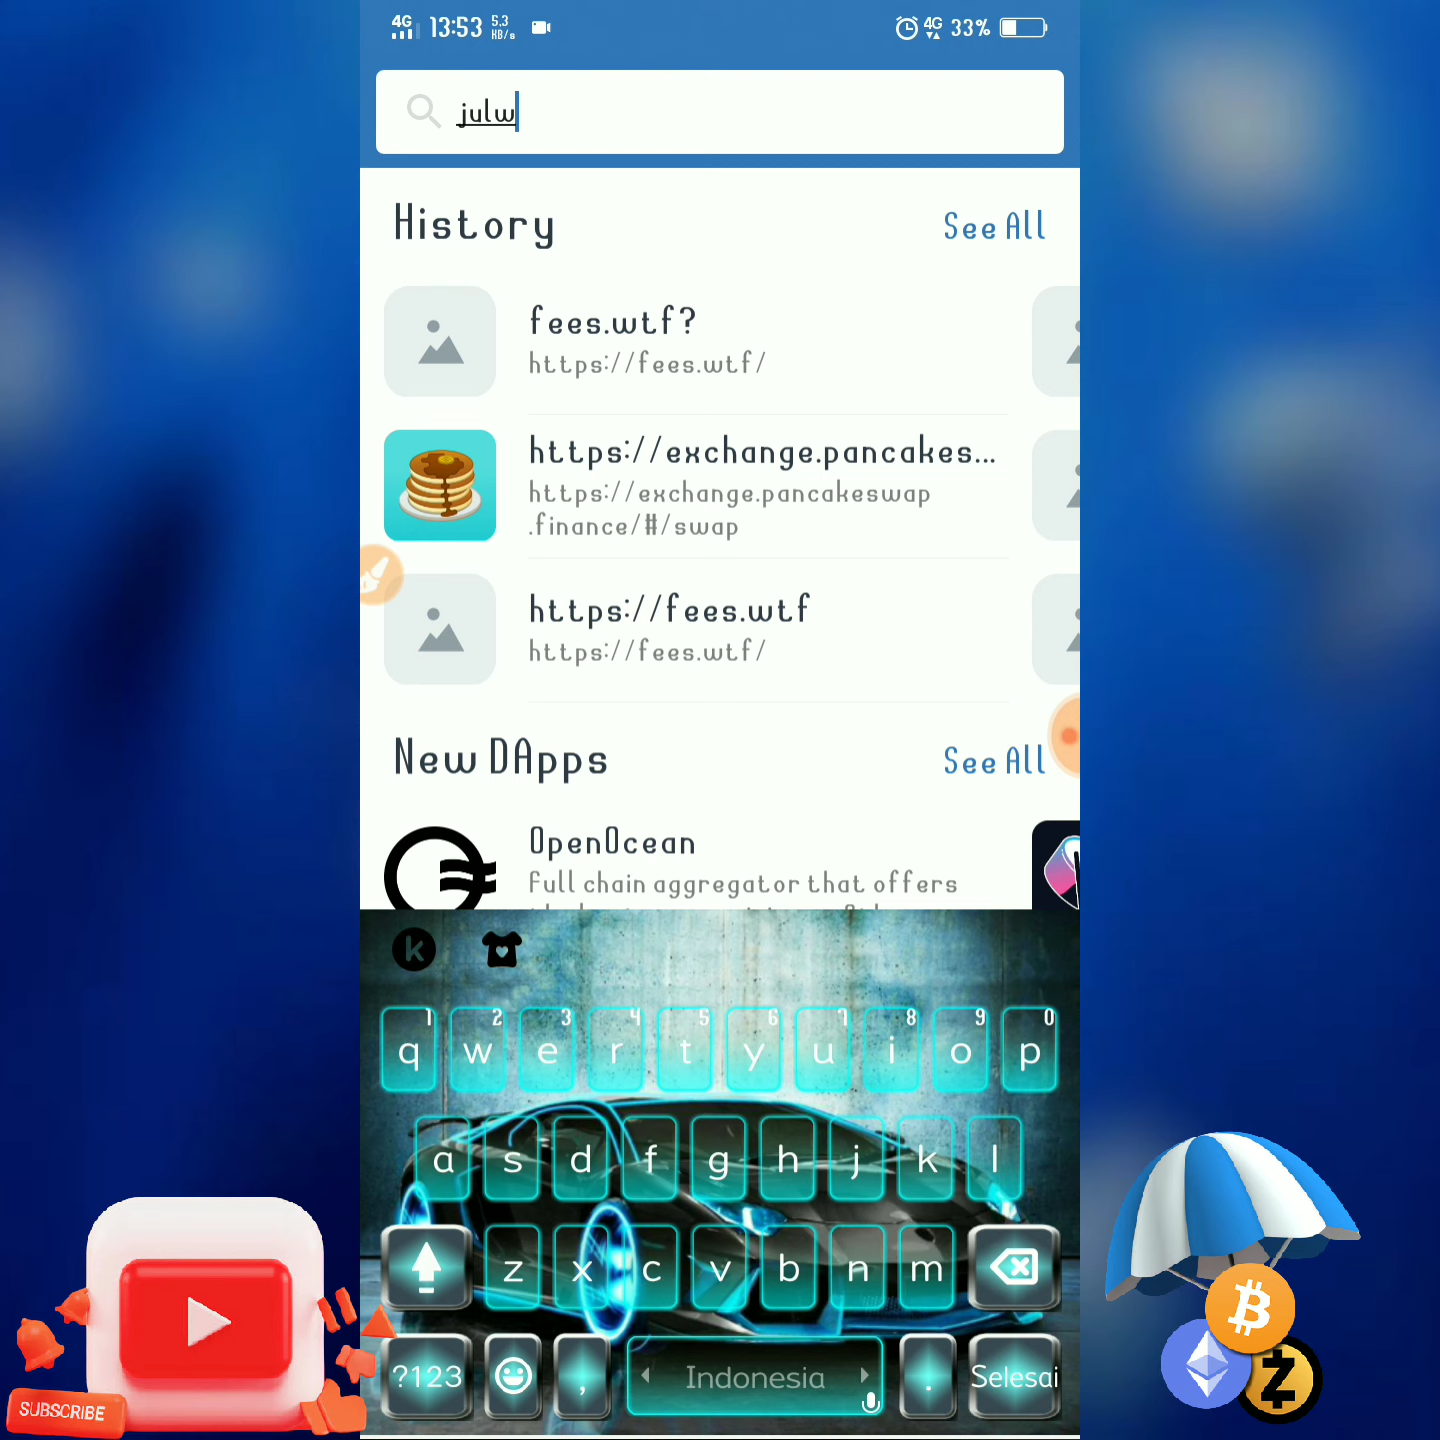 4G 13:53 5.3 KB/s 4G 33%
julw
History See All
fees.wtf?
https://fees.wtf/
https://exchange.pancakes...
https://exchange.pancakeswap
.finance/#/swap
https://fees.wtf
https://fees.wtf/
New DApps See All
OpenOcean
Full chain aggregator that offers
k
1 2 3 4 5 6 7 8 9 0
q w e r t y u i o p
a s d f g h j k l
z x c v b n m
?123 , Indonesia . Selesai
SUBSCRIBE